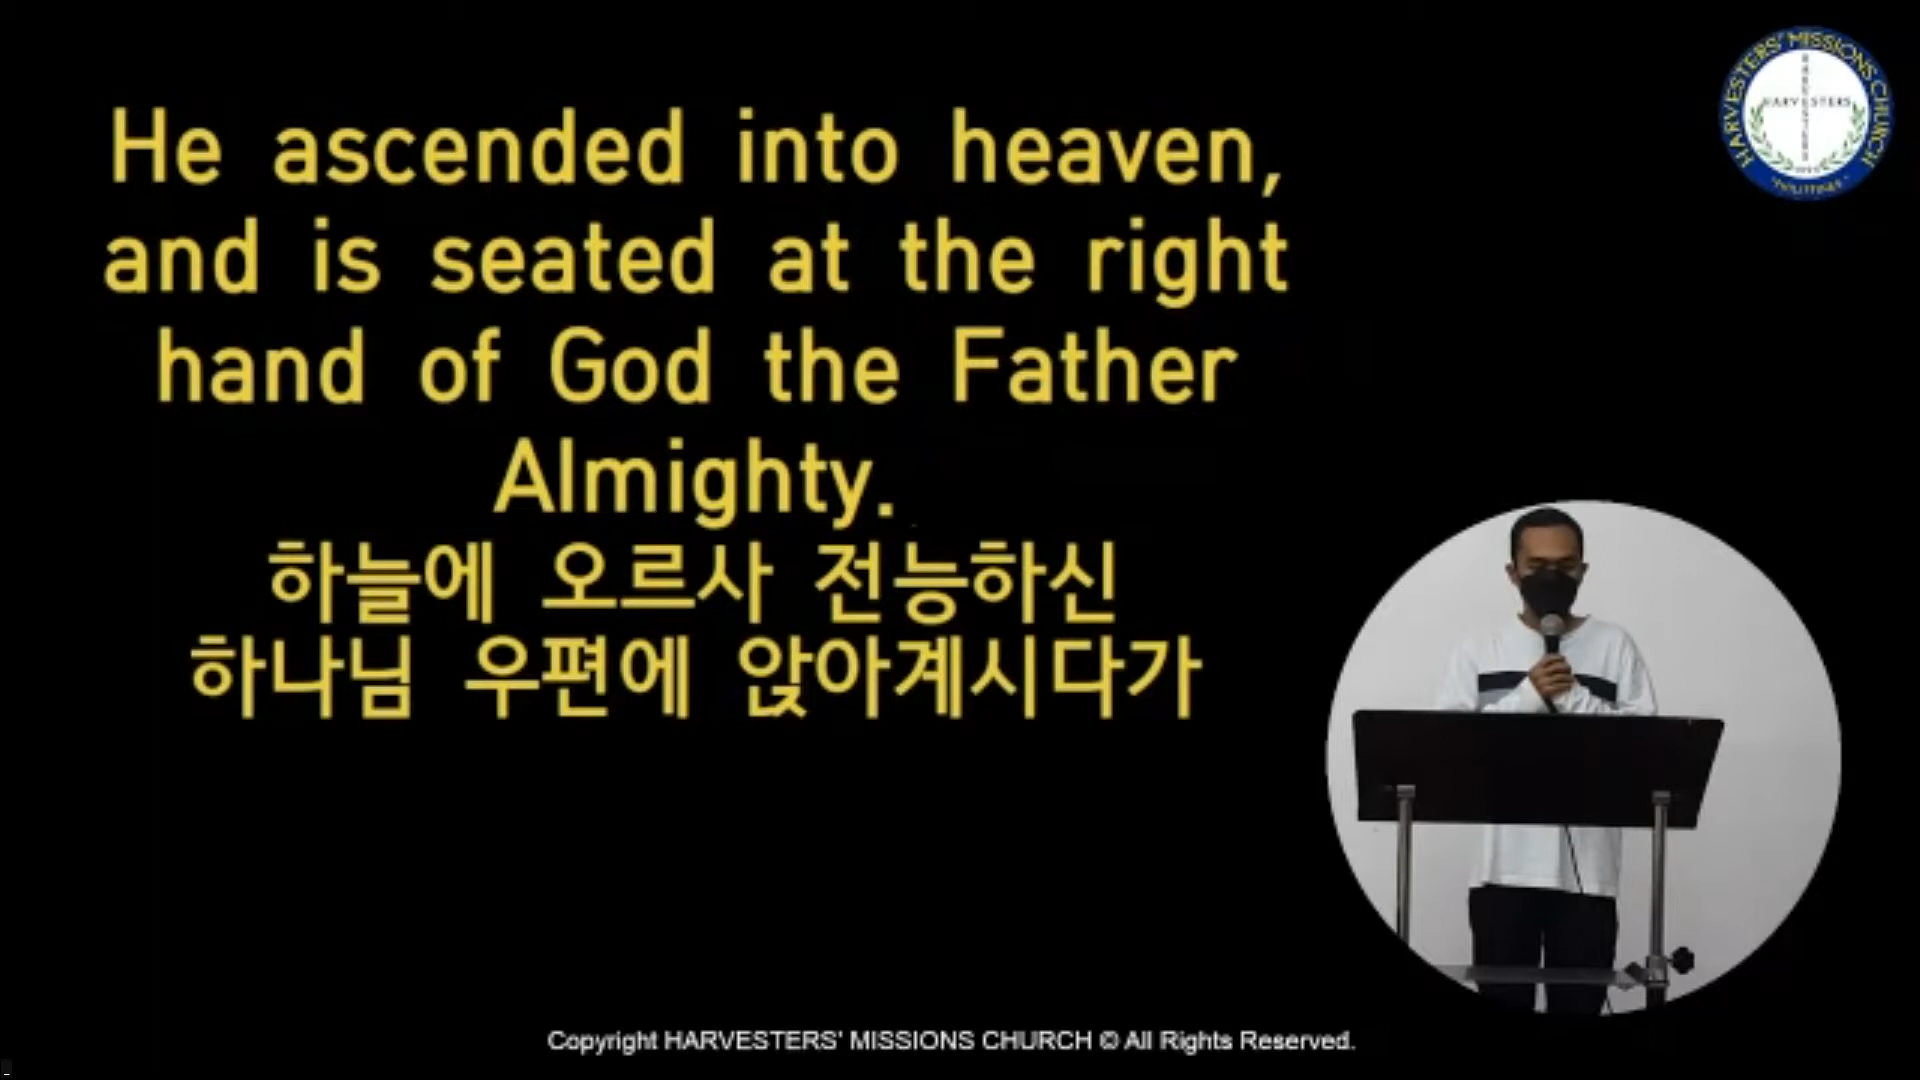 He ascended into heaven,
and is seated at the right
hand of God the Father
Almighty.
하늘에 오르사 전능하신
하나님 우편에 앉아계시다가
HARVESTERS' MISSIONS CHURCH
HARVESTERS
Copyright HARVESTERS' MISSIONS CHURCH © All Rights Reserved.